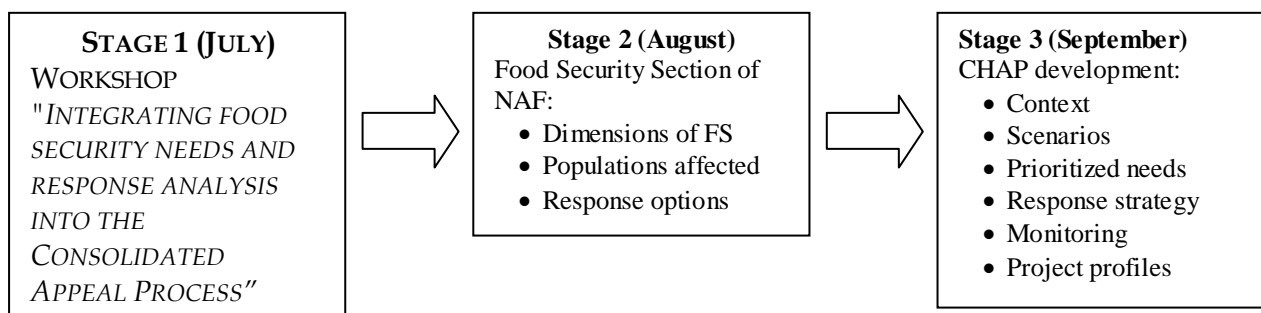 STAGE 1 (JULY)
WORKSHOP
"INTEGRATING FOOD
SECURITY NEEDS AND
RESPONSE ANALYSIS
INTO THE
CONSOLIDATED
APPEAL PROCESS”
Stage 2 (August)
Food Security Section of
NAF:
• Dimensions of FS
• Populations affected
• Response options
Stage 3 (September)
CHAP development:
• Context
• Scenarios
• Prioritized needs
• Response strategy
• Monitoring
• Project profiles